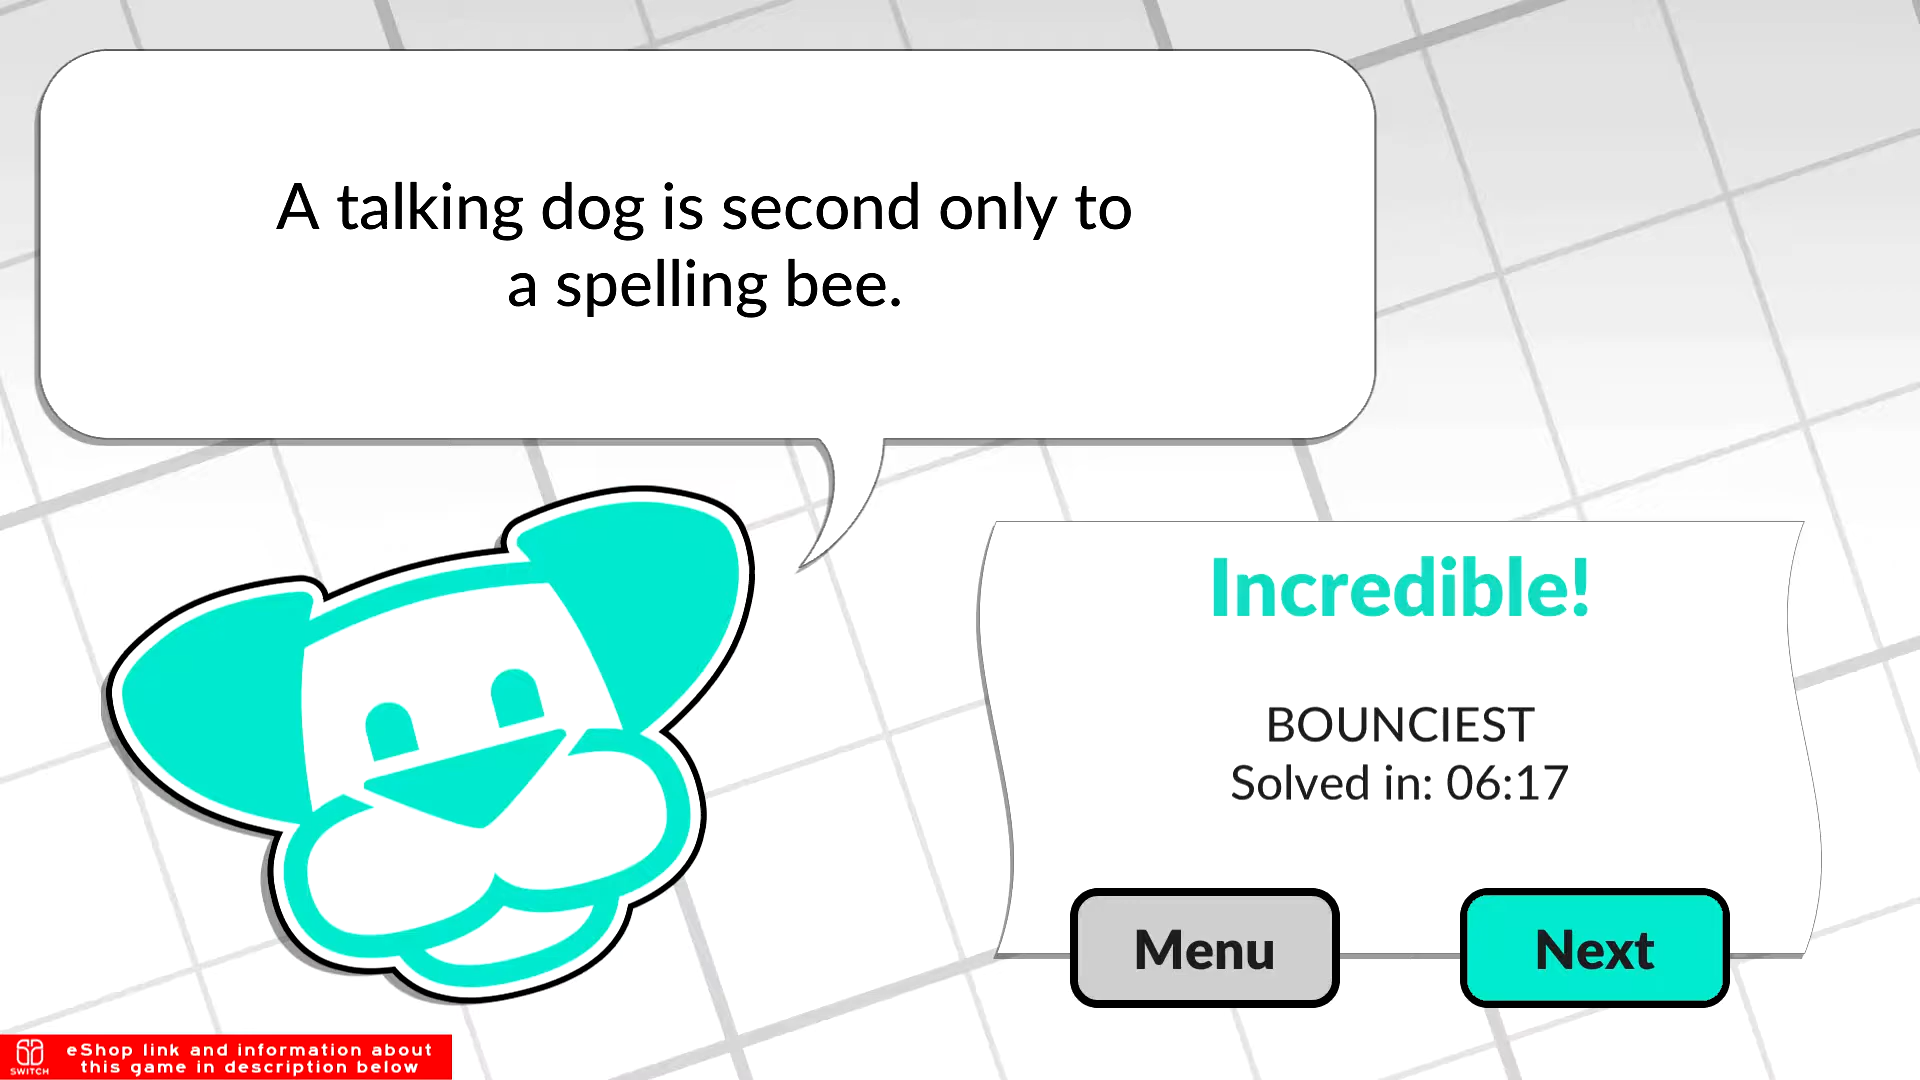 A talking dog is second only to
a spelling bee.
Incredible!
BOUNCIEST
Solved in: 06:17
Menu
Next
SWITCH
eShop link and information about
this game in description below